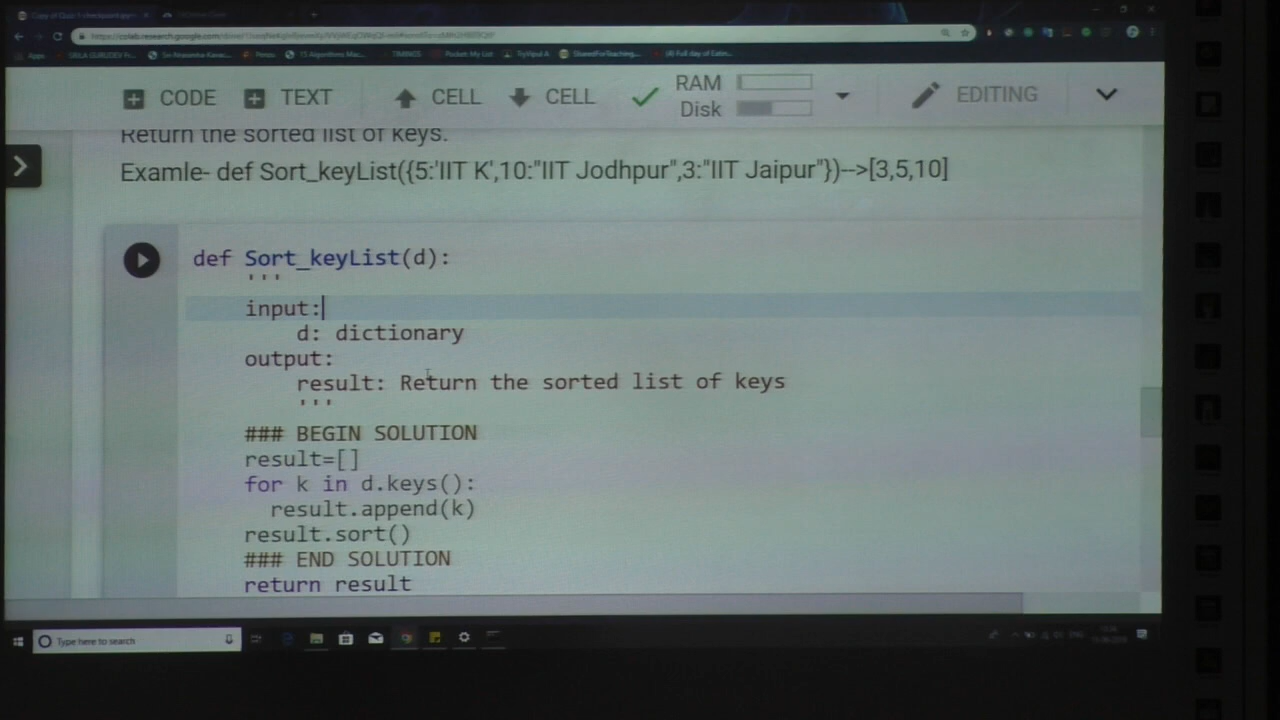 CODE TEXT CELL CELL RAM Disk EDITING
Return the sorted list of keys.
Examle- def Sort_keyList({5:'IIT K',10:"IIT Jodhpur",3:"IIT Jaipur"})-->[3,5,10]
def Sort_keyList(d):
'''
input:
d: dictionary
output:
result: Return the sorted list of keys
'''
### BEGIN SOLUTION
result=[]
for k in d.keys():
result.append(k)
result.sort()
### END SOLUTION
return result
Type here to search